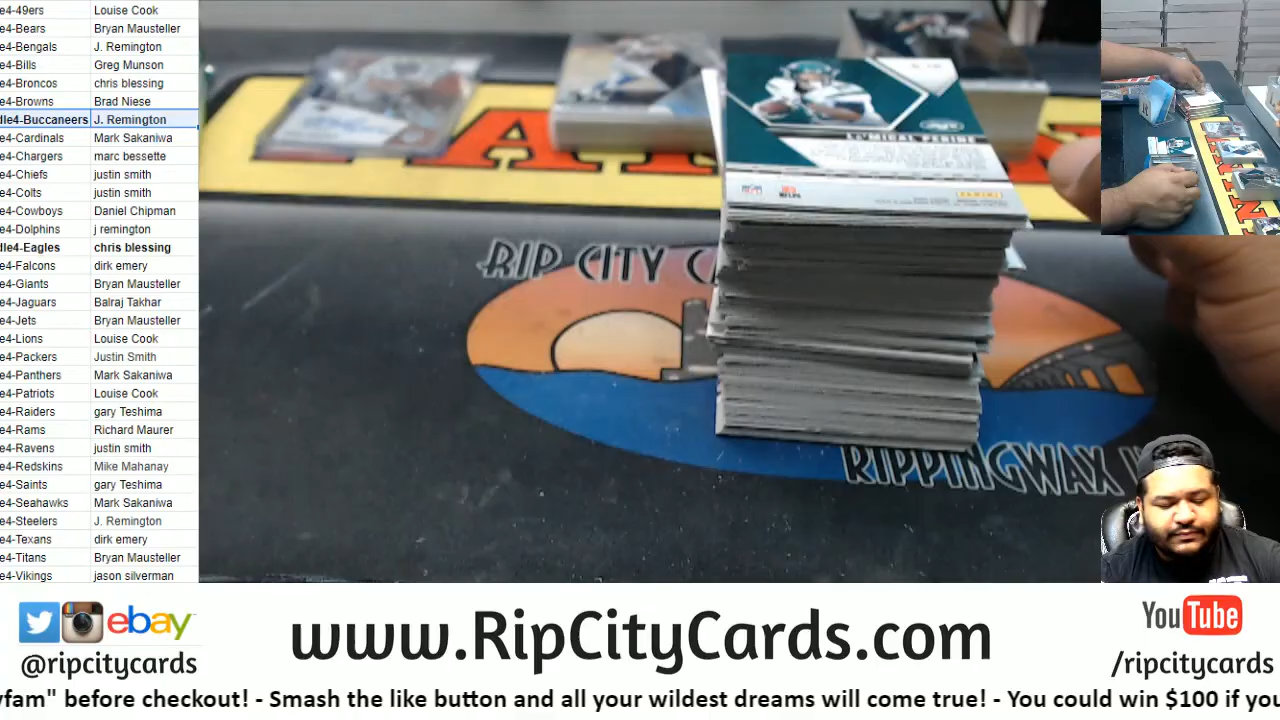 e4-49ers Louise Cook
e4-Bears Bryan Mausteller
e4-Bengals J. Remington
e4-Bills Greg Munson
e4-Broncos chris blessing
e4-Browns Brad Niese
dle4-Buccaneers J. Remington
e4-Cardinals Mark Sakaniwa
e4-Chargers marc bessette
e4-Chiefs justin smith
e4-Colts justin smith
e4-Cowboys Daniel Chipman
e4-Dolphins j remington
dle4-Eagles chris blessing
e4-Falcons dirk emery
e4-Giants Bryan Mausteller
e4-Jaguars Balraj Takhar
e4-Jets Bryan Mausteller
e4-Lions Louise Cook
e4-Packers Justin Smith
e4-Panthers Mark Sakaniwa
e4-Patriots Louise Cook
e4-Raiders gary Teshima
e4-Rams Richard Maurer
e4-Ravens justin smith
e4-Redskins Mike Mahanay
e4-Saints gary Teshima
e4-Seahawks Mark Sakaniwa
e4-Steelers J. Remington
e4-Texans dirk emery
e4-Titans Bryan Mausteller
e4-Vikings jason silverman
PANINI
RIP CITY C
RIPPINGWAX
ebay
@ripcitycards
www.RipCityCards.com
YouTube
/ripcitycards
yfam" before checkout! - Smash the like button and all your wildest dreams will come true! - You could win $100 if you